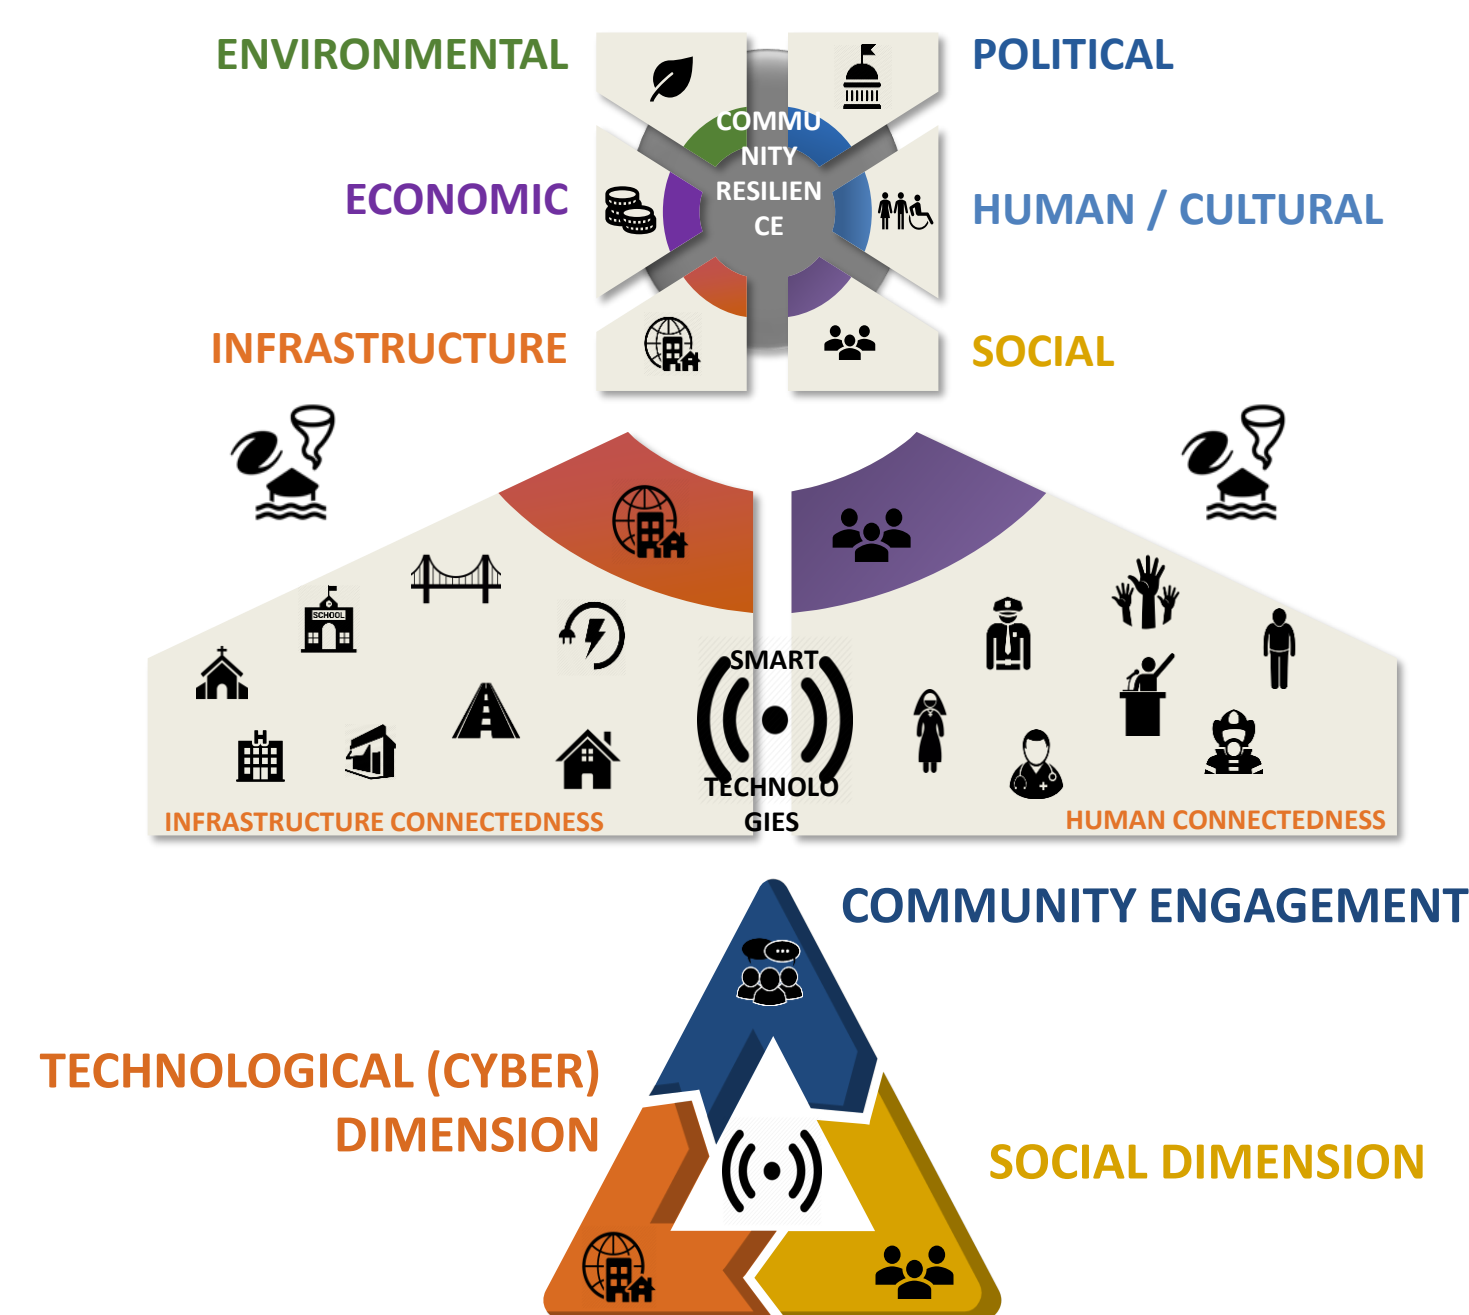 ENVIRONMENTAL
POLITICAL
COMMU
NITY
RESILIEN
CE
ECONOMIC
HUMAN / CULTURAL
INFRASTRUCTURE
SOCIAL
SCHOOL
H
SMART
TECHNOLO
GIES
INFRASTRUCTURE CONNECTEDNESS
HUMAN CONNECTEDNESS
COMMUNITY ENGAGEMENT
TECHNOLOGICAL (CYBER)
DIMENSION
SOCIAL DIMENSION